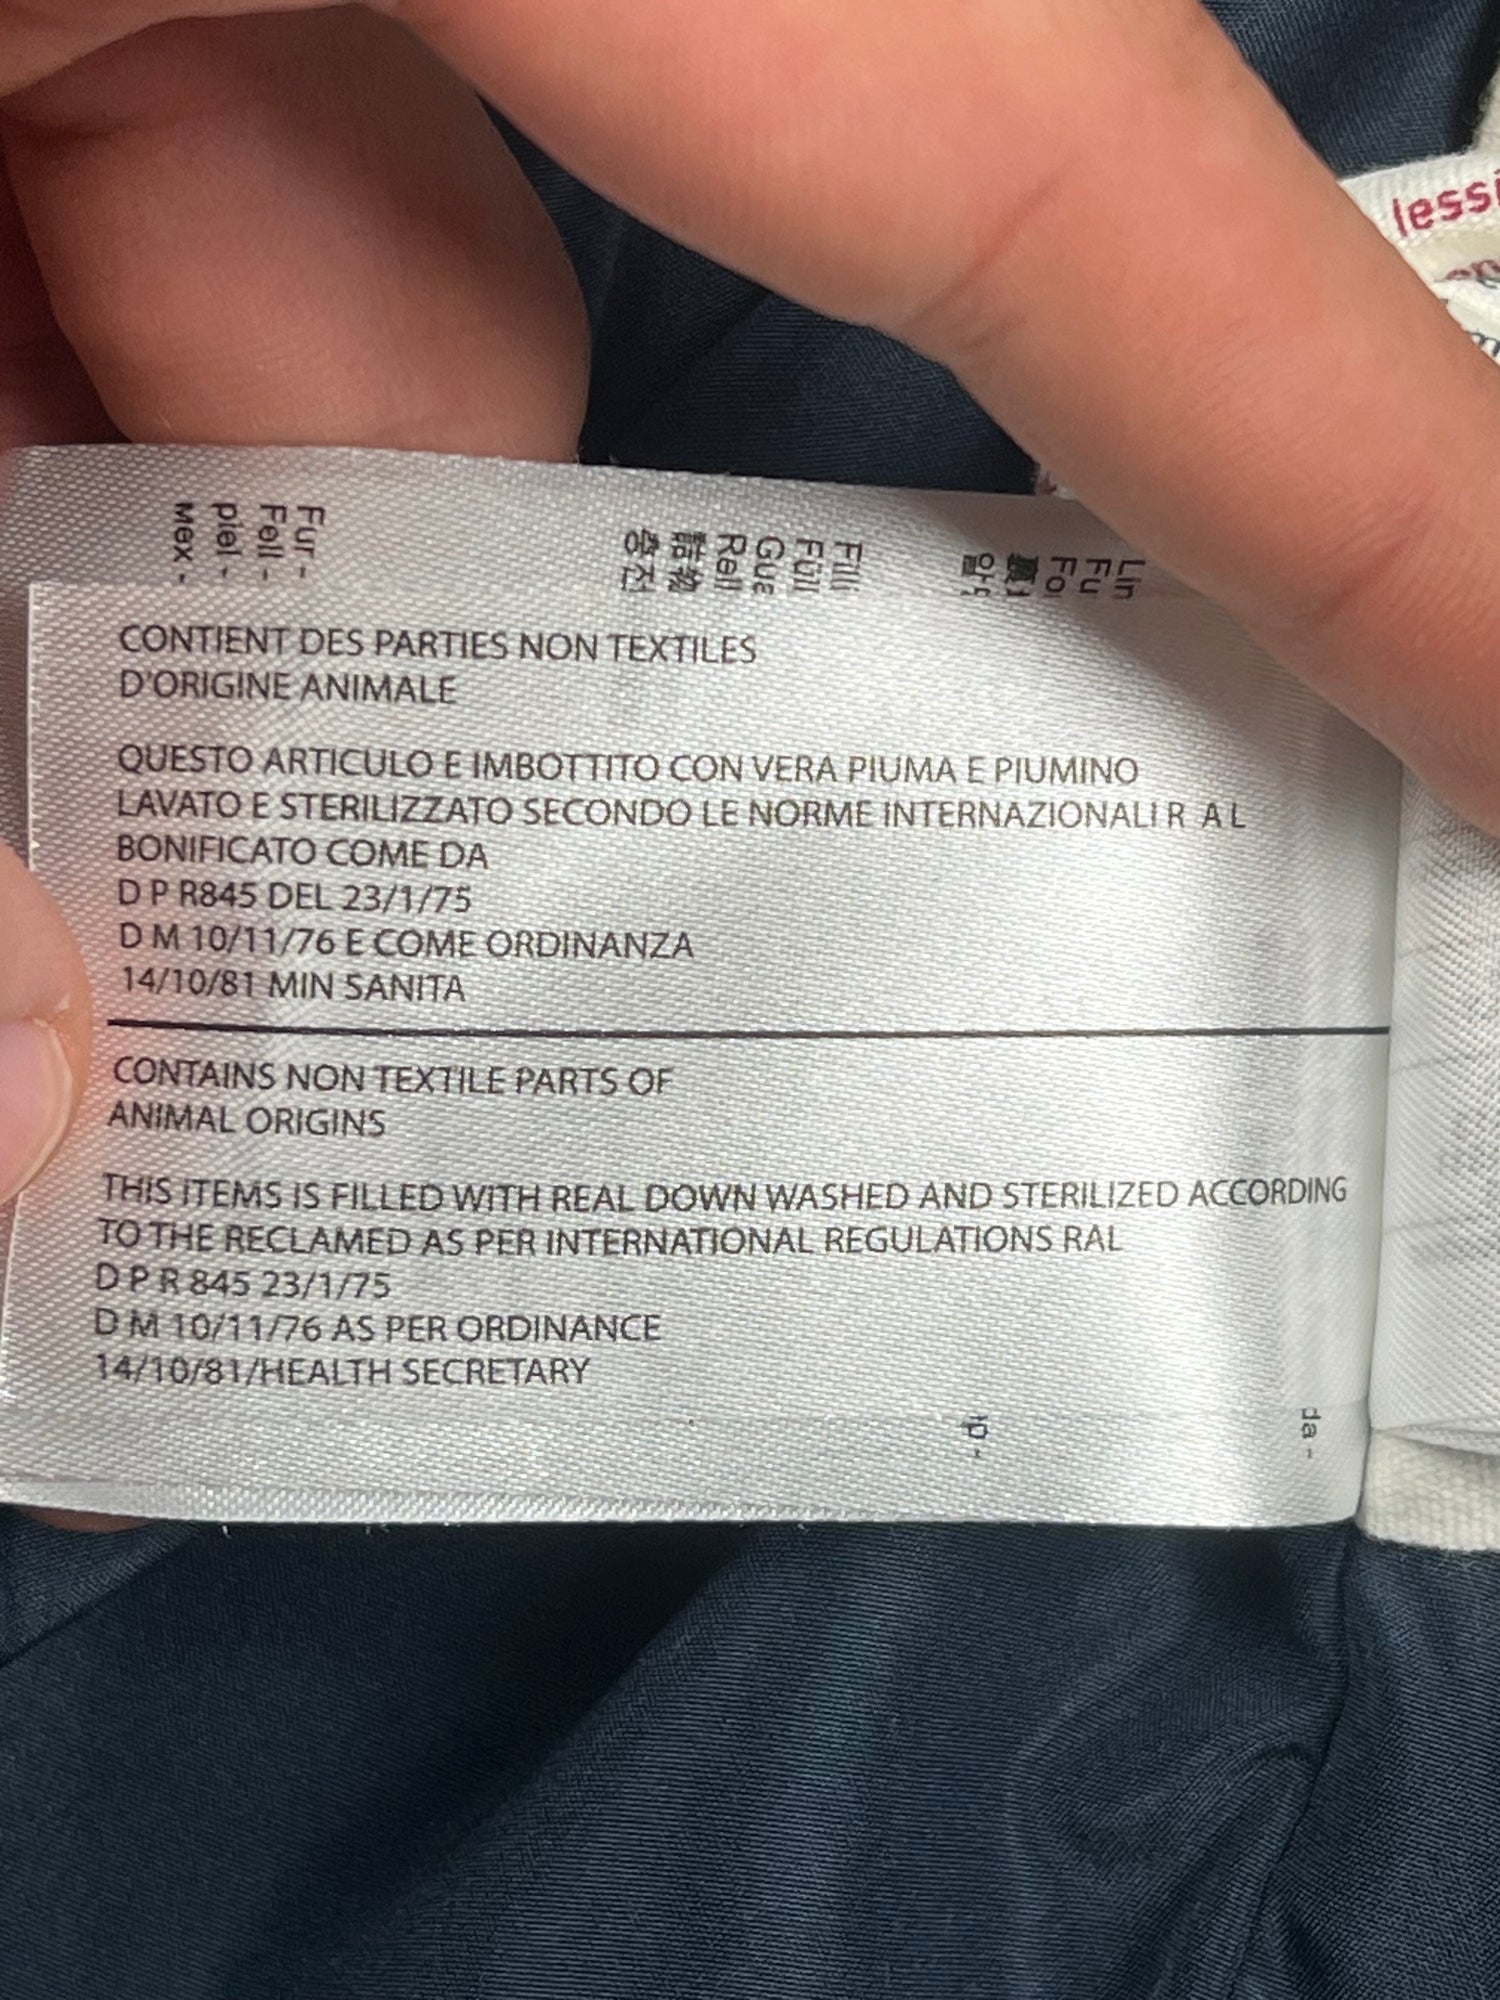 Fur -
Fell -
piel -
мех -
CONTIENT DES PARTIES NON TEXTILES
D'ORIGINE ANIMALE
QUESTO ARTICULO E IMBOTTITO CON VERA PIUMA E PIUMINO
LAVATO E STERILIZZATO SECONDO LE NORME INTERNAZIONALI R A L
BONIFICATO COME DA
D P R845 DEL 23/1/75
D M 10/11/76 E COME ORDINANZA
14/10/81 MIN SANITA
CONTAINS NON TEXTILE PARTS OF
ANIMAL ORIGINS
THIS ITEMS IS FILLED WITH REAL DOWN WASHED AND STERILIZED ACCORDING
TO THE RECLAMED AS PER INTERNATIONAL REGULATIONS RAL
D P R 845 23/1/75
D M 10/11/76 AS PER ORDINANCE
14/10/81/HEALTH SECRETARY